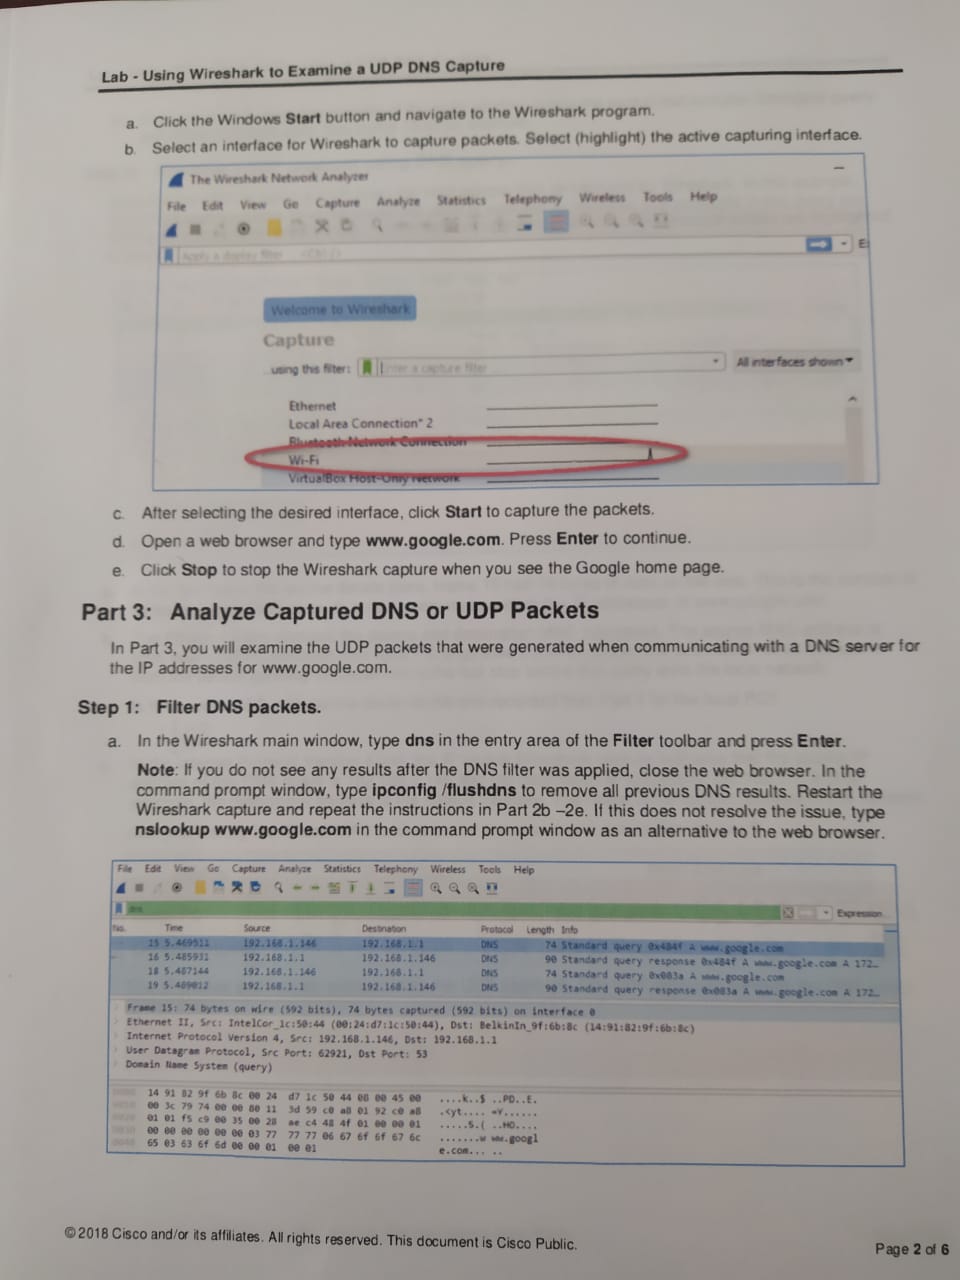 Lab - Using Wireshark to Examine a UDP DNS Capture
a. Click the Windows Start button and navigate to the Wireshark program.
b. Select an interface for Wireshark to capture packets. Select (highlight) the active capturing interface.
The Wireshark Network Analyzer
File Edit View Go Capture Analyze Statistics Telephony Wireless Tools Help
Apply a display filter
Welcome to Wireshark
Capture
using this filter: Enter a capture filter All interfaces shown
Ethernet
Local Area Connection* 2
Bluetooth Network Connection
Wi-Fi
VirtualBox Host-Only Network
c. After selecting the desired interface, click Start to capture the packets.
d. Open a web browser and type www.google.com. Press Enter to continue.
e. Click Stop to stop the Wireshark capture when you see the Google home page.
Part 3: Analyze Captured DNS or UDP Packets
In Part 3, you will examine the UDP packets that were generated when communicating with a DNS server for
the IP addresses for www.google.com.
Step 1: Filter DNS packets.
a. In the Wireshark main window, type dns in the entry area of the Filter toolbar and press Enter.
Note: If you do not see any results after the DNS filter was applied, close the web browser. In the
command prompt window, type ipconfig /flushdns to remove all previous DNS results. Restart the
Wireshark capture and repeat the instructions in Part 2b –2e. If this does not resolve the issue, type
nslookup www.google.com in the command prompt window as an alternative to the web browser.
File Edit View Go Capture Analyze Statistics Telephony Wireless Tools Help
dns Expression
No. Time Source Destination Protocol Length Info
15 5.469511 192.168.1.146 192.168.1.1 DNS 74 Standard query 0x484f A www.google.com
16 5.485931 192.168.1.1 192.168.1.146 DNS 90 Standard query response 0x484f A www.google.com A 172...
18 5.487144 192.168.1.146 192.168.1.1 DNS 74 Standard query 0x083a A www.google.com
19 5.489012 192.168.1.1 192.168.1.146 DNS 90 Standard query response 0x083a A www.google.com A 172...
Frame 15: 74 bytes on wire (592 bits), 74 bytes captured (592 bits) on interface 0
Ethernet II, Src: IntelCor_1c:50:44 (00:24:d7:1c:50:44), Dst: BelkinIn_9f:6b:8c (14:91:82:9f:6b:8c)
Internet Protocol Version 4, Src: 192.168.1.146, Dst: 192.168.1.1
User Datagram Protocol, Src Port: 62921, Dst Port: 53
Domain Name System (query)
14 91 82 9f 6b 8c 00 24 d7 1c 50 44 08 00 45 00 ....k..$ ..PD..E.
00 3c 79 74 00 00 80 11 3d 59 c0 a8 01 92 c0 a8 .<yt.... =Y......
01 01 f5 c9 00 35 00 28 ae c4 48 4f 01 00 00 01 .....5.( ..HO....
00 00 00 00 00 00 03 77 77 77 06 67 6f 6f 67 6c .......w ww.googl
65 03 63 6f 6d 00 00 01 00 01 e.com... ..
© 2018 Cisco and/or its affiliates. All rights reserved. This document is Cisco Public.
Page 2 of 6